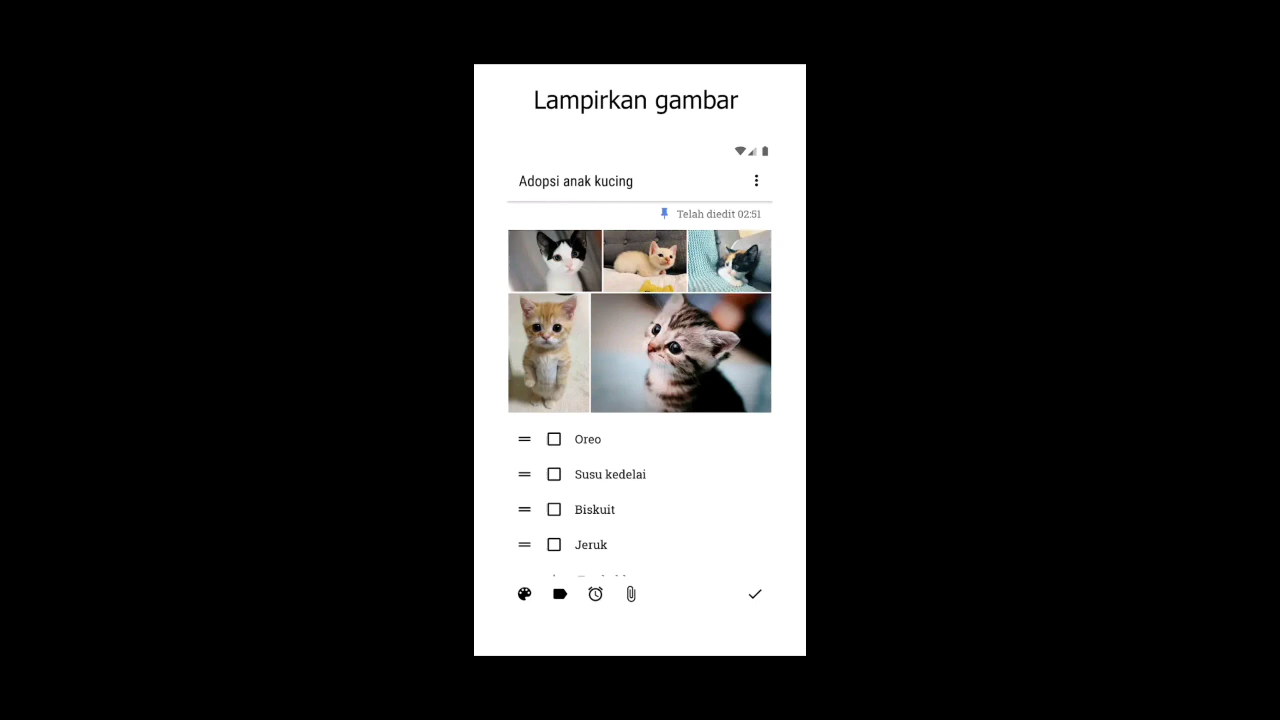 Lampirkan gambar
Adopsi anak kucing
Telah diedit 02:51
Oreo
Susu kedelai
Biskuit
Jeruk